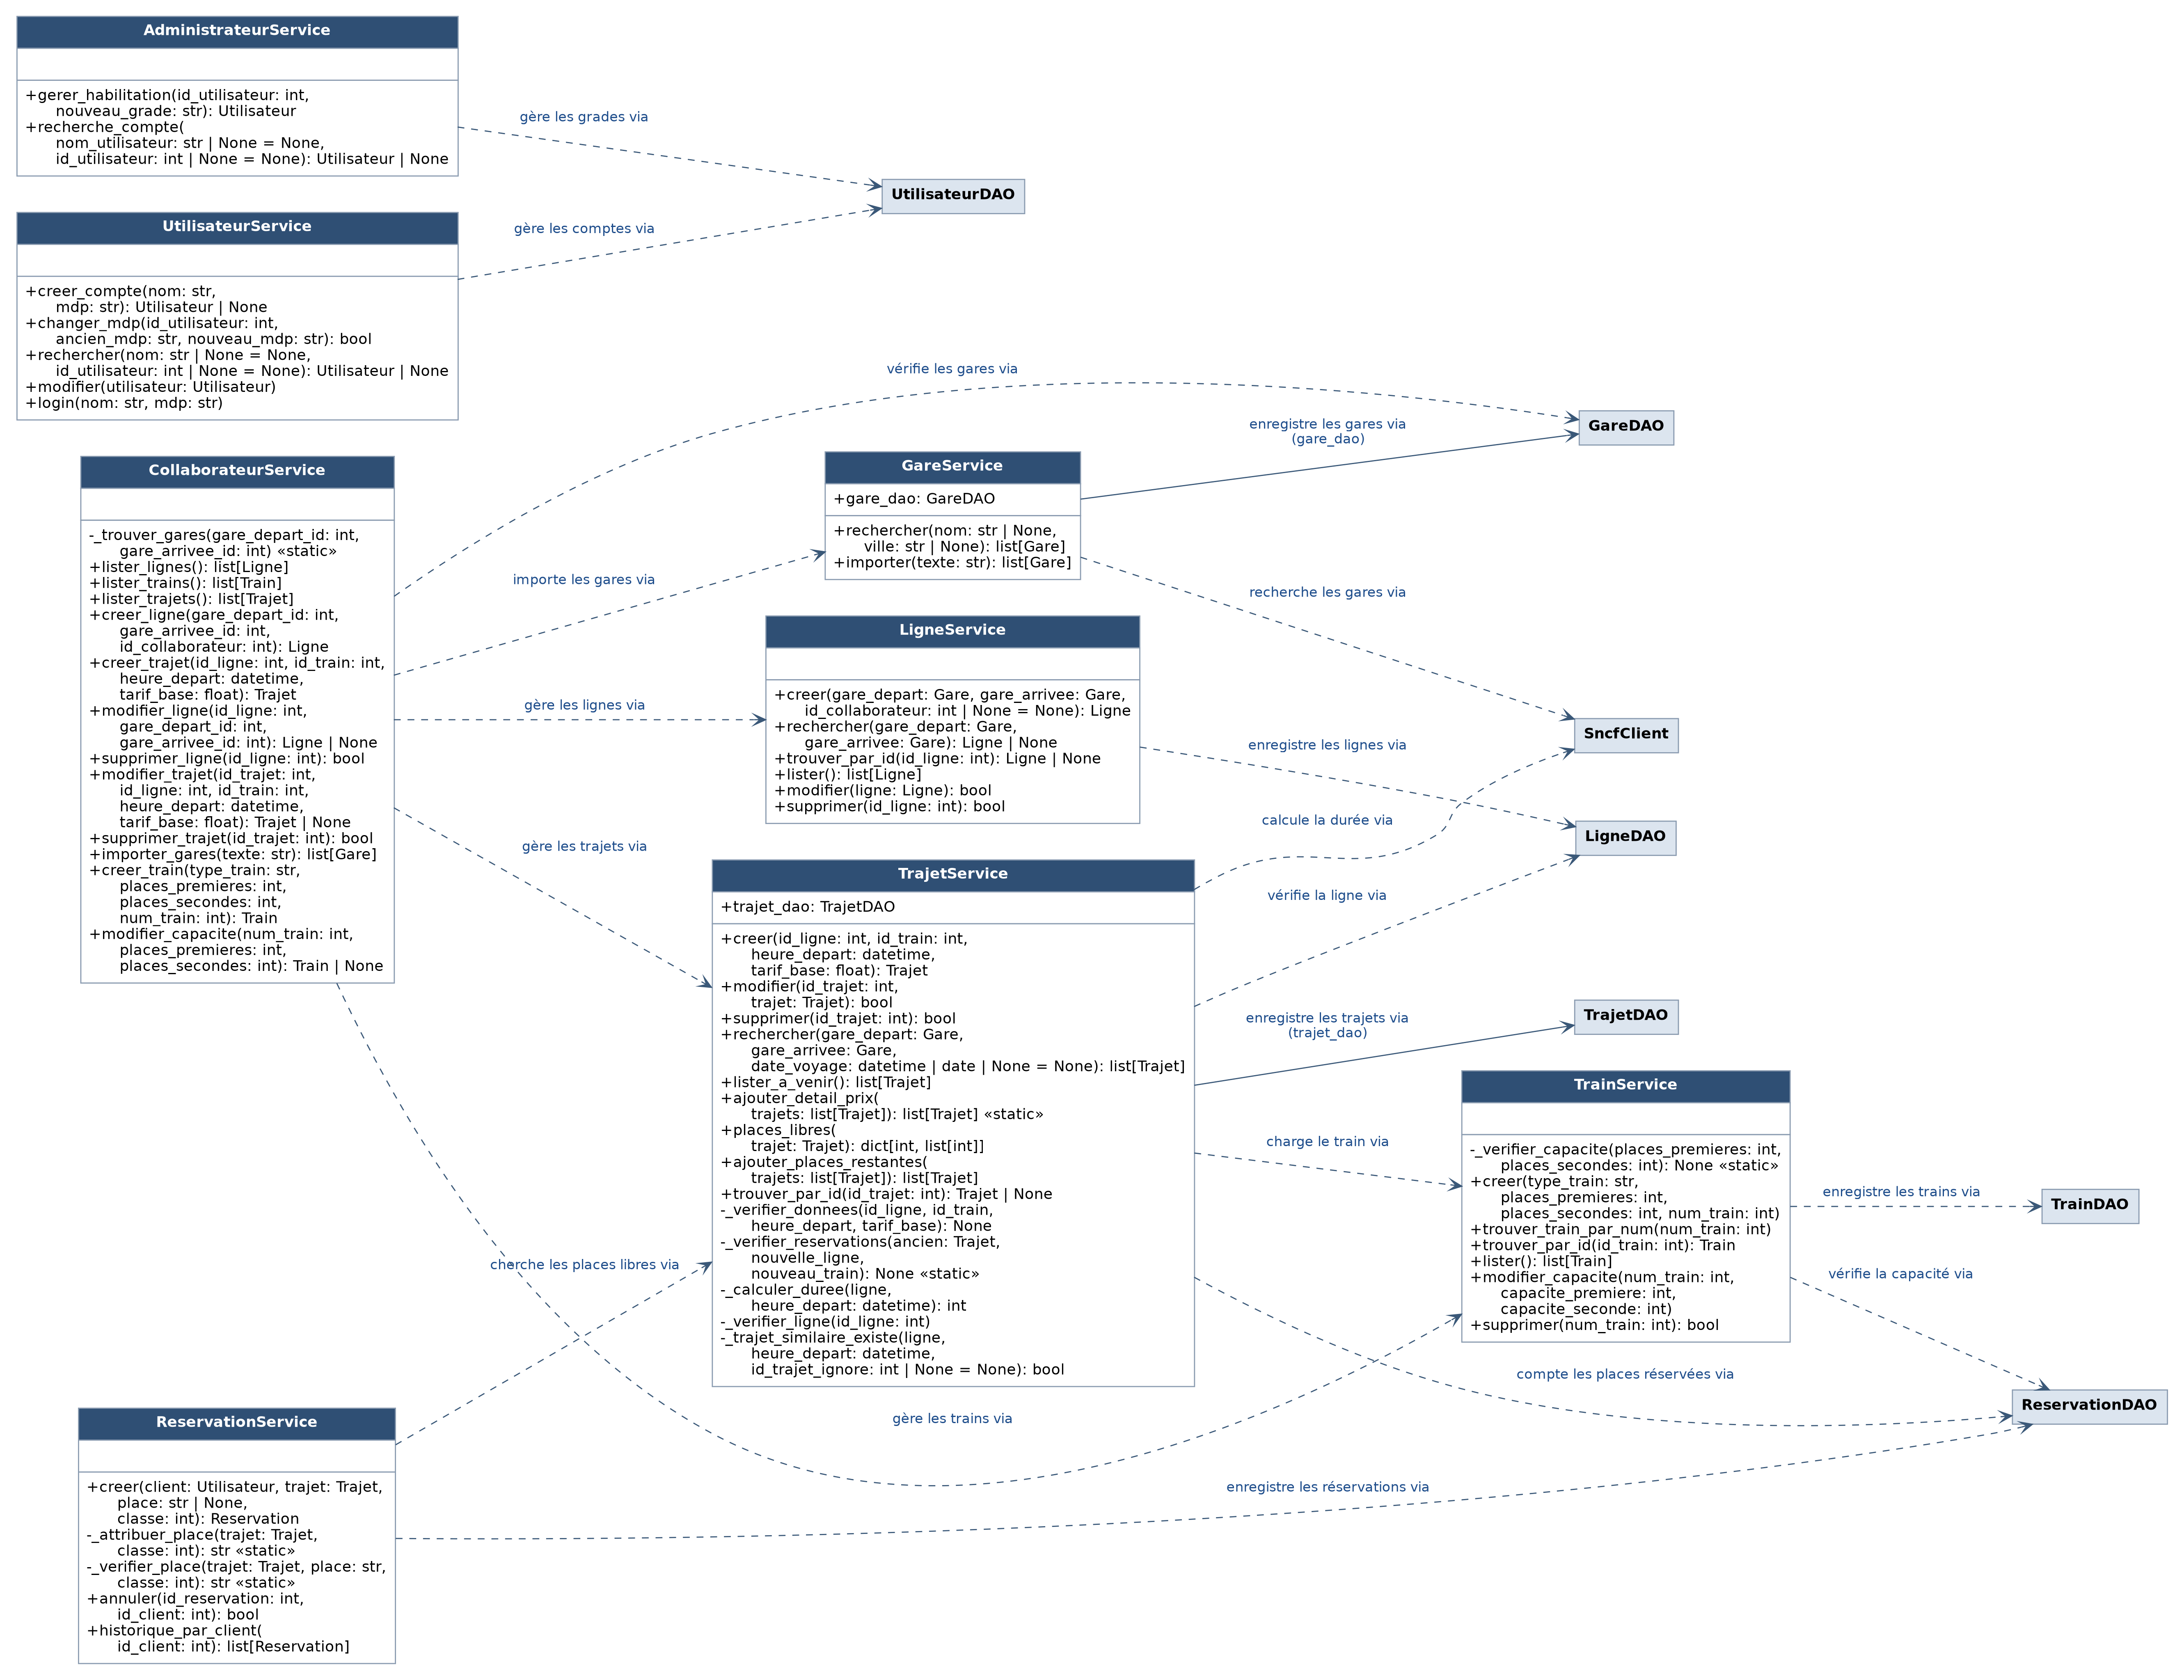 AdministrateurService
+gerer_habilitation(id_utilisateur: int,
nouveau_grade: str): Utilisateur
+recherche_compte(
nom_utilisateur: str | None = None,
id_utilisateur: int | None = None): Utilisateur | None
gère les grades via
UtilisateurDAO
UtilisateurService
+creer_compte(nom: str,
mdp: str): Utilisateur | None
+changer_mdp(id_utilisateur: int,
ancien_mdp: str, nouveau_mdp: str): bool
+rechercher(nom: str | None = None,
id_utilisateur: int | None = None): Utilisateur | None
+modifier(utilisateur: Utilisateur)
+login(nom: str, mdp: str)
gère les comptes via
CollaborateurService
-_trouver_gares(gare_depart_id: int,
gare_arrivee_id: int) «static»
+lister_lignes(): list[Ligne]
+lister_trains(): list[Train]
+lister_trajets(): list[Trajet]
+creer_ligne(gare_depart_id: int,
gare_arrivee_id: int,
id_collaborateur: int): Ligne
+creer_trajet(id_ligne: int, id_train: int,
heure_depart: datetime,
tarif_base: float): Trajet
+modifier_ligne(id_ligne: int,
gare_depart_id: int,
gare_arrivee_id: int): Ligne | None
+supprimer_ligne(id_ligne: int): bool
+modifier_trajet(id_trajet: int,
id_ligne: int, id_train: int,
heure_depart: datetime,
tarif_base: float): Trajet | None
+supprimer_trajet(id_trajet: int): bool
+importer_gares(texte: str): list[Gare]
+creer_train(type_train: str,
places_premieres: int,
places_secondes: int,
num_train: int): Train
+modifier_capacite(num_train: int,
places_premieres: int,
places_secondes: int): Train | None
vérifie les gares via
importe les gares via
gère les lignes via
gère les trajets via
gère les trains via
GareService
+gare_dao: GareDAO
+rechercher(nom: str | None,
ville: str | None): list[Gare]
+importer(texte: str): list[Gare]
enregistre les gares via
(gare_dao)
GareDAO
recherche les gares via
SncfClient
LigneService
+creer(gare_depart: Gare, gare_arrivee: Gare,
id_collaborateur: int | None = None): Ligne
+rechercher(gare_depart: Gare,
gare_arrivee: Gare): Ligne | None
+trouver_par_id(id_ligne: int): Ligne | None
+lister(): list[Ligne]
+modifier(ligne: Ligne): bool
+supprimer(id_ligne: int): bool
enregistre les lignes via
LigneDAO
TrajetService
+trajet_dao: TrajetDAO
+creer(id_ligne: int, id_train: int,
heure_depart: datetime,
tarif_base: float): Trajet
+modifier(id_trajet: int,
trajet: Trajet): bool
+supprimer(id_trajet: int): bool
+rechercher(gare_depart: Gare,
gare_arrivee: Gare,
date_voyage: datetime | date | None = None): list[Trajet]
+lister_a_venir(): list[Trajet]
+ajouter_detail_prix(
trajets: list[Trajet]): list[Trajet] «static»
+places_libres(
trajet: Trajet): dict[int, list[int]]
+ajouter_places_restantes(
trajets: list[Trajet]): list[Trajet]
+trouver_par_id(id_trajet: int): Trajet | None
-_verifier_donnees(id_ligne, id_train,
heure_depart, tarif_base): None
-_verifier_reservations(ancien: Trajet,
nouvelle_ligne,
nouveau_train): None «static»
-_calculer_duree(ligne,
heure_depart: datetime): int
-_verifier_ligne(id_ligne: int)
-_trajet_similaire_existe(ligne,
heure_depart: datetime,
id_trajet_ignore: int | None = None): bool
calcule la durée via
vérifie la ligne via
enregistre les trajets via
(trajet_dao)
TrajetDAO
charge le train via
compte les places réservées via
TrainService
-_verifier_capacite(places_premieres: int,
places_secondes: int): None «static»
+creer(type_train: str,
places_premieres: int,
places_secondes: int, num_train: int)
+trouver_train_par_num(num_train: int)
+trouver_par_id(id_train: int): Train
+lister(): list[Train]
+modifier_capacite(num_train: int,
capacite_premiere: int,
capacite_seconde: int)
+supprimer(num_train: int): bool
enregistre les trains via
TrainDAO
vérifie la capacité via
ReservationDAO
ReservationService
+creer(client: Utilisateur, trajet: Trajet,
place: str | None,
classe: int): Reservation
-_attribuer_place(trajet: Trajet,
classe: int): str «static»
-_verifier_place(trajet: Trajet, place: str,
classe: int): str «static»
+annuler(id_reservation: int,
id_client: int): bool
+historique_par_client(
id_client: int): list[Reservation]
cherche les places libres via
enregistre les réservations via